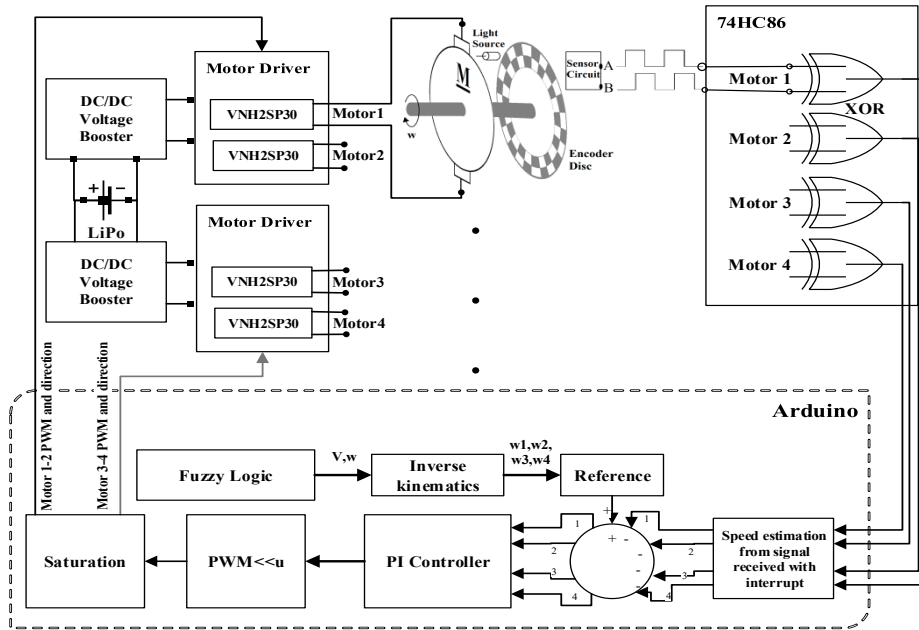 74HC86
Light
Source
Motor Driver
M
Sensor
Circuit
A
B
DC/DC
Voltage
Booster
VNH2SP30
Motor1
w
Motor 1
XOR
VNH2SP30
Motor2
Encoder
Disc
Motor 2
+
−
LiPo
Motor 3
Motor Driver
DC/DC
Voltage
Booster
VNH2SP30
Motor3
Motor 4
VNH2SP30
Motor4
Motor 1-2 PWM and direction
Motor 3-4 PWM and direction
Arduino
Fuzzy Logic
V,w
Inverse
kinematics
w1,w2,
w3,w4
Reference
+
Saturation
PWM<<u
PI Controller
1
2
3
4
+ -
-
-
-
1
2
3
4
Speed estimation
from signal
received with
interrupt